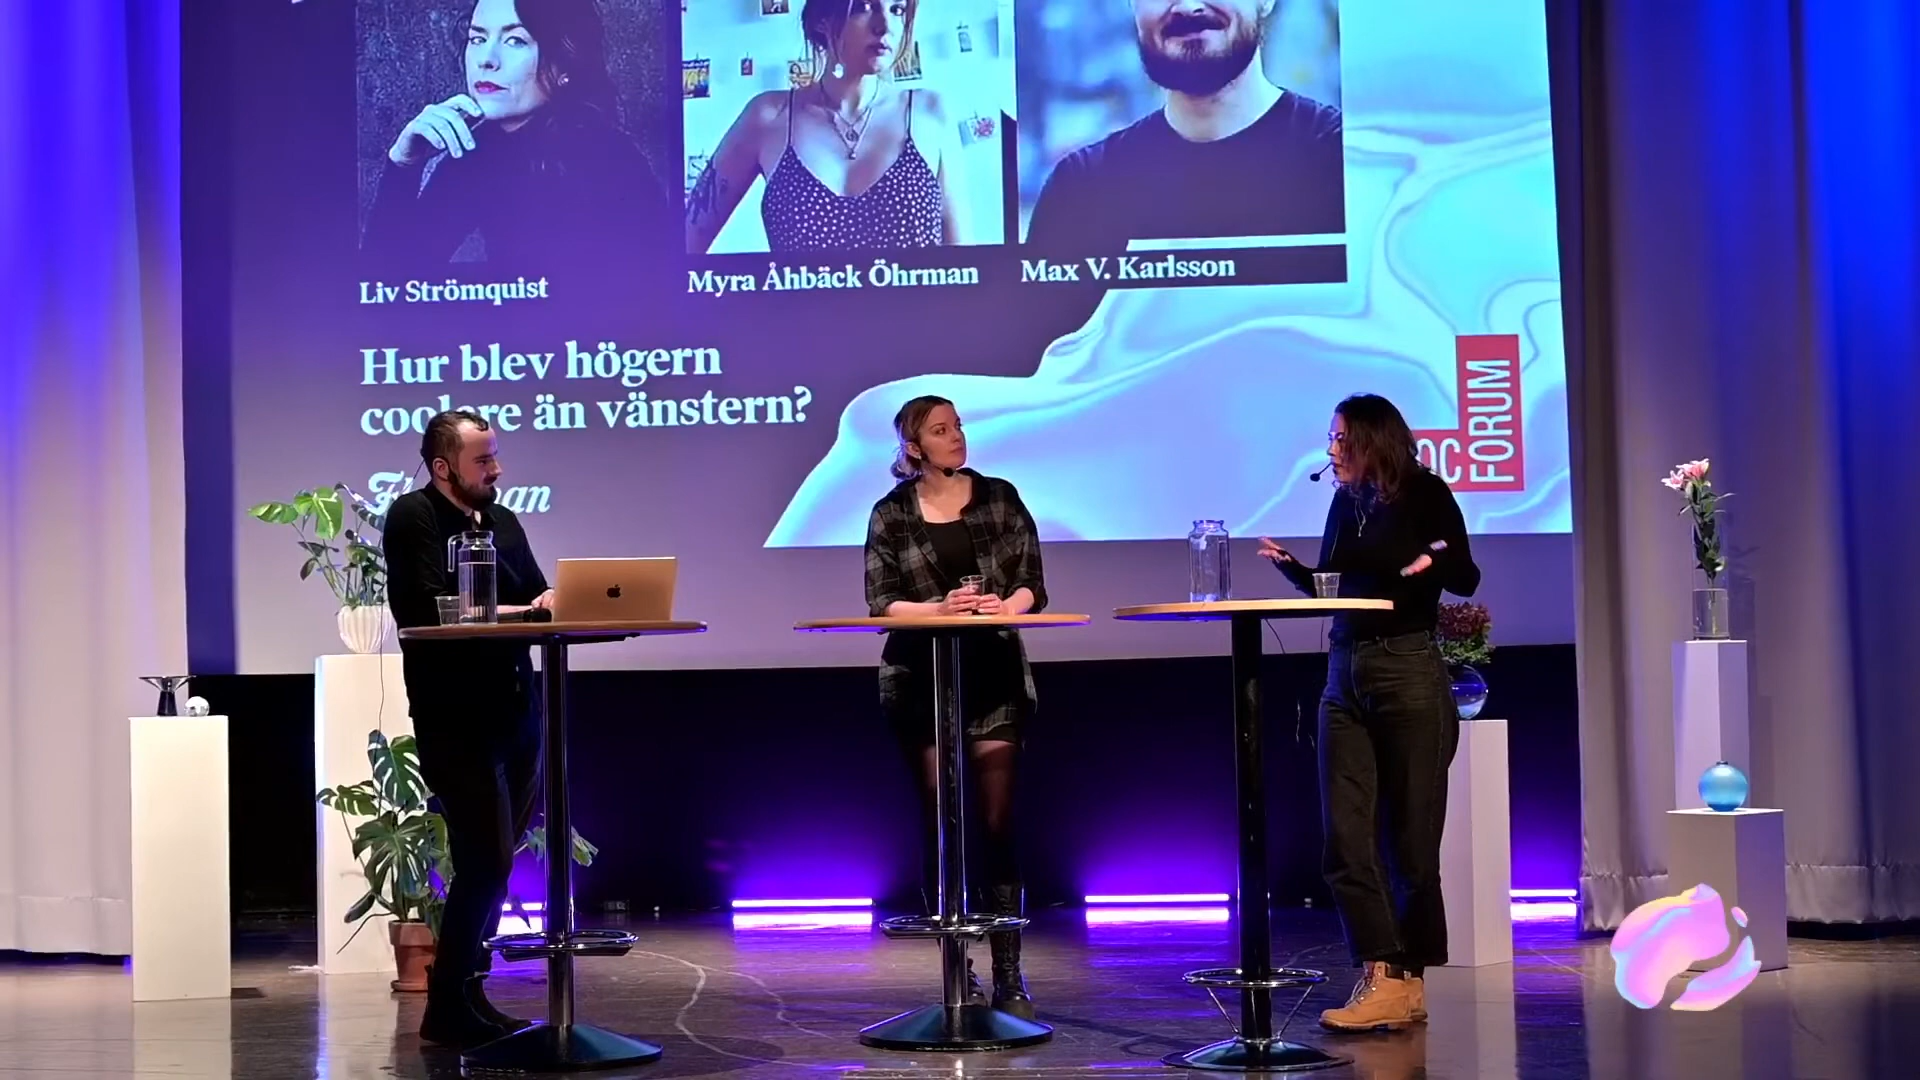 Liv Strömquist
Myra Åhbäck Öhrman
Max V. Karlsson
Hur blev högern
coolare än vänstern?
FORUM